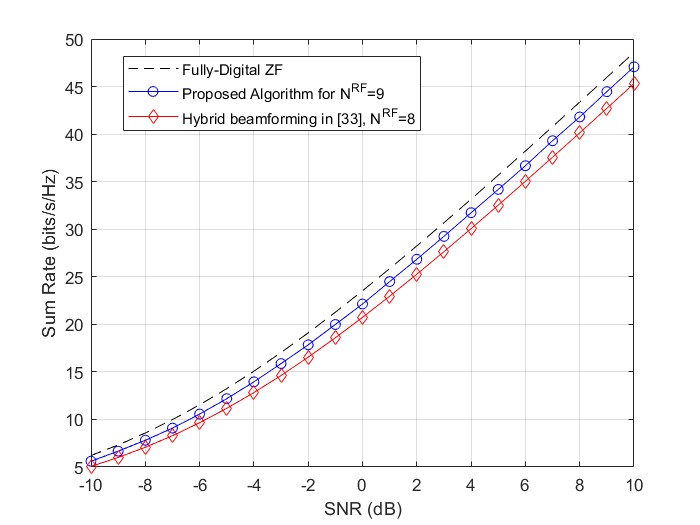 50
45
40
35
30
25
20
15
10
5
Sum Rate (bits/s/Hz)
Fully-Digital ZF
Proposed Algorithm for N^RF=9
Hybrid beamforming in [33], N^RF=8
-10 -8 -6 -4 -2 0 2 4 6 8 10
SNR (dB)